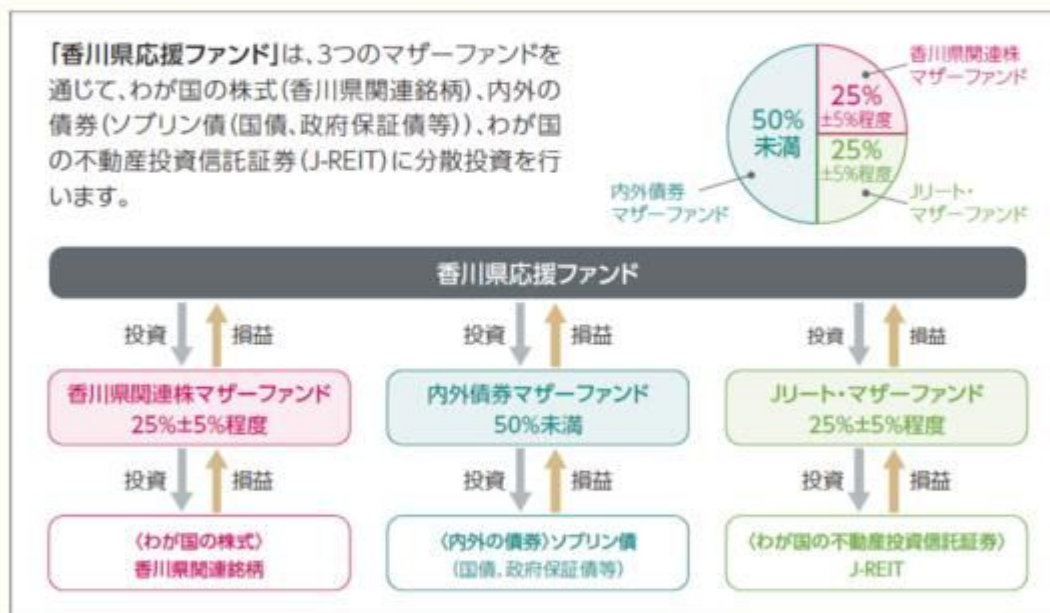 「香川県応援ファンド」は、3つのマザーファンドを
通じて、わが国の株式(香川県関連銘柄)、内外の
債券(ソブリン債(国債、政府保証債等))、わが国
の不動産投資信託証券(J-REIT)に分散投資を行
います。
香川県関連株
マザーファンド
25%
±5%程度
50%
未満
25%
±5%程度
内外債券
マザーファンド
Jリート・
マザーファンド
香川県応援ファンド
投資 損益 投資 損益 投資 損益
香川県関連株マザーファンド
25%±5%程度
内外債券マザーファンド
50%未満
Jリート・マザーファンド
25%±5%程度
投資 損益 投資 損益 投資 損益
〈わが国の株式〉
香川県関連銘柄
〈内外の債券〉ソブリン債
(国債、政府保証債等)
〈わが国の不動産投資信託証券〉
J-REIT